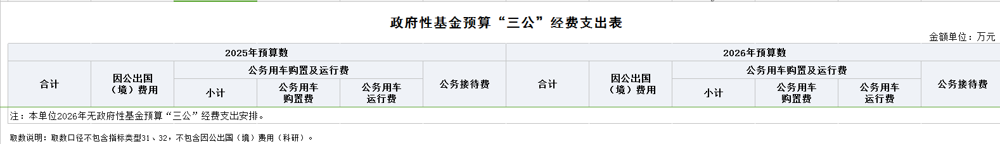 政府性基金预算“三公”经费支出表
金额单位：万元
2025年预算数 2026年预算数
合计 因公出国（境）费用 公务用车购置及运行费 公务接待费 合计 因公出国（境）费用 公务用车购置及运行费 公务接待费
小计 公务用车购置费 公务用车运行费 小计 公务用车购置费 公务用车运行费
注：本单位2026年无政府性基金预算“三公”经费支出安排。
取数说明：取数口径不包含指标类型31、32，不包含因公出国（境）费用（科研）。